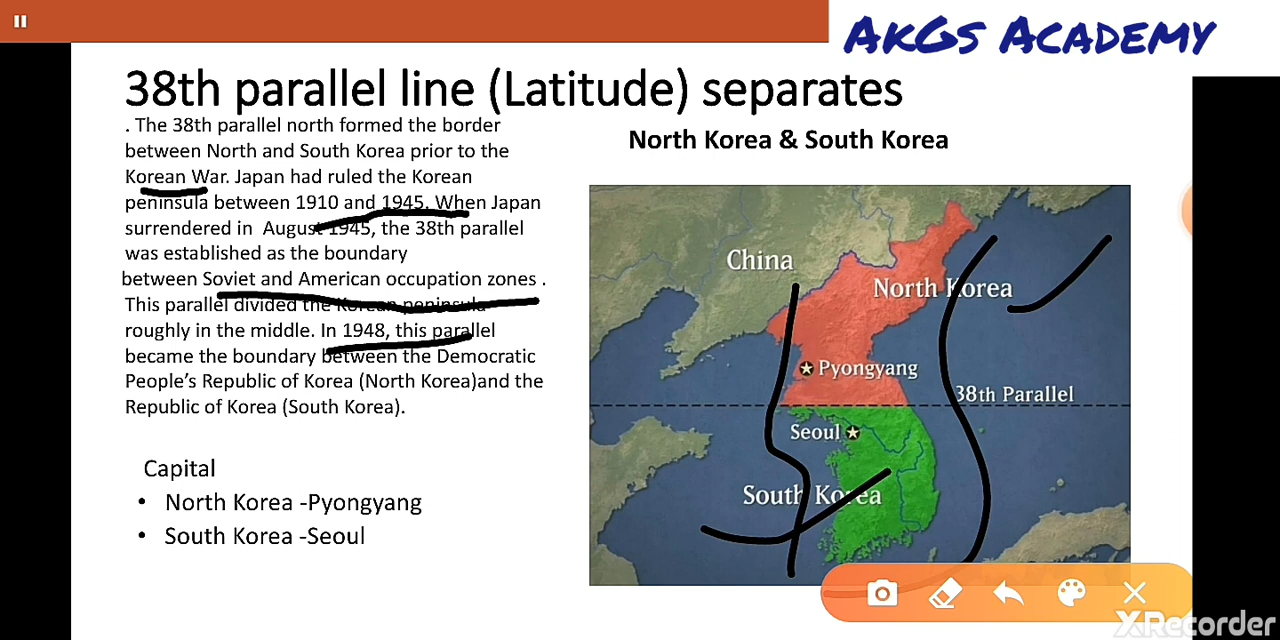 AkGs Academy
38th parallel line (Latitude) separates
. The 38th parallel north formed the border
between North and South Korea prior to the
Korean War. Japan had ruled the Korean
peninsula between 1910 and 1945. When Japan
surrendered in August 1945, the 38th parallel
was established as the boundary
between Soviet and American occupation zones .
This parallel divided the Korean peninsula
roughly in the middle. In 1948, this parallel
became the boundary between the Democratic
People's Republic of Korea (North Korea)and the
Republic of Korea (South Korea).
Capital
• North Korea -Pyongyang
• South Korea -Seoul
North Korea & South Korea
China
North Korea
Pyongyang
38th Parallel
Seoul
South Korea
XRecorder